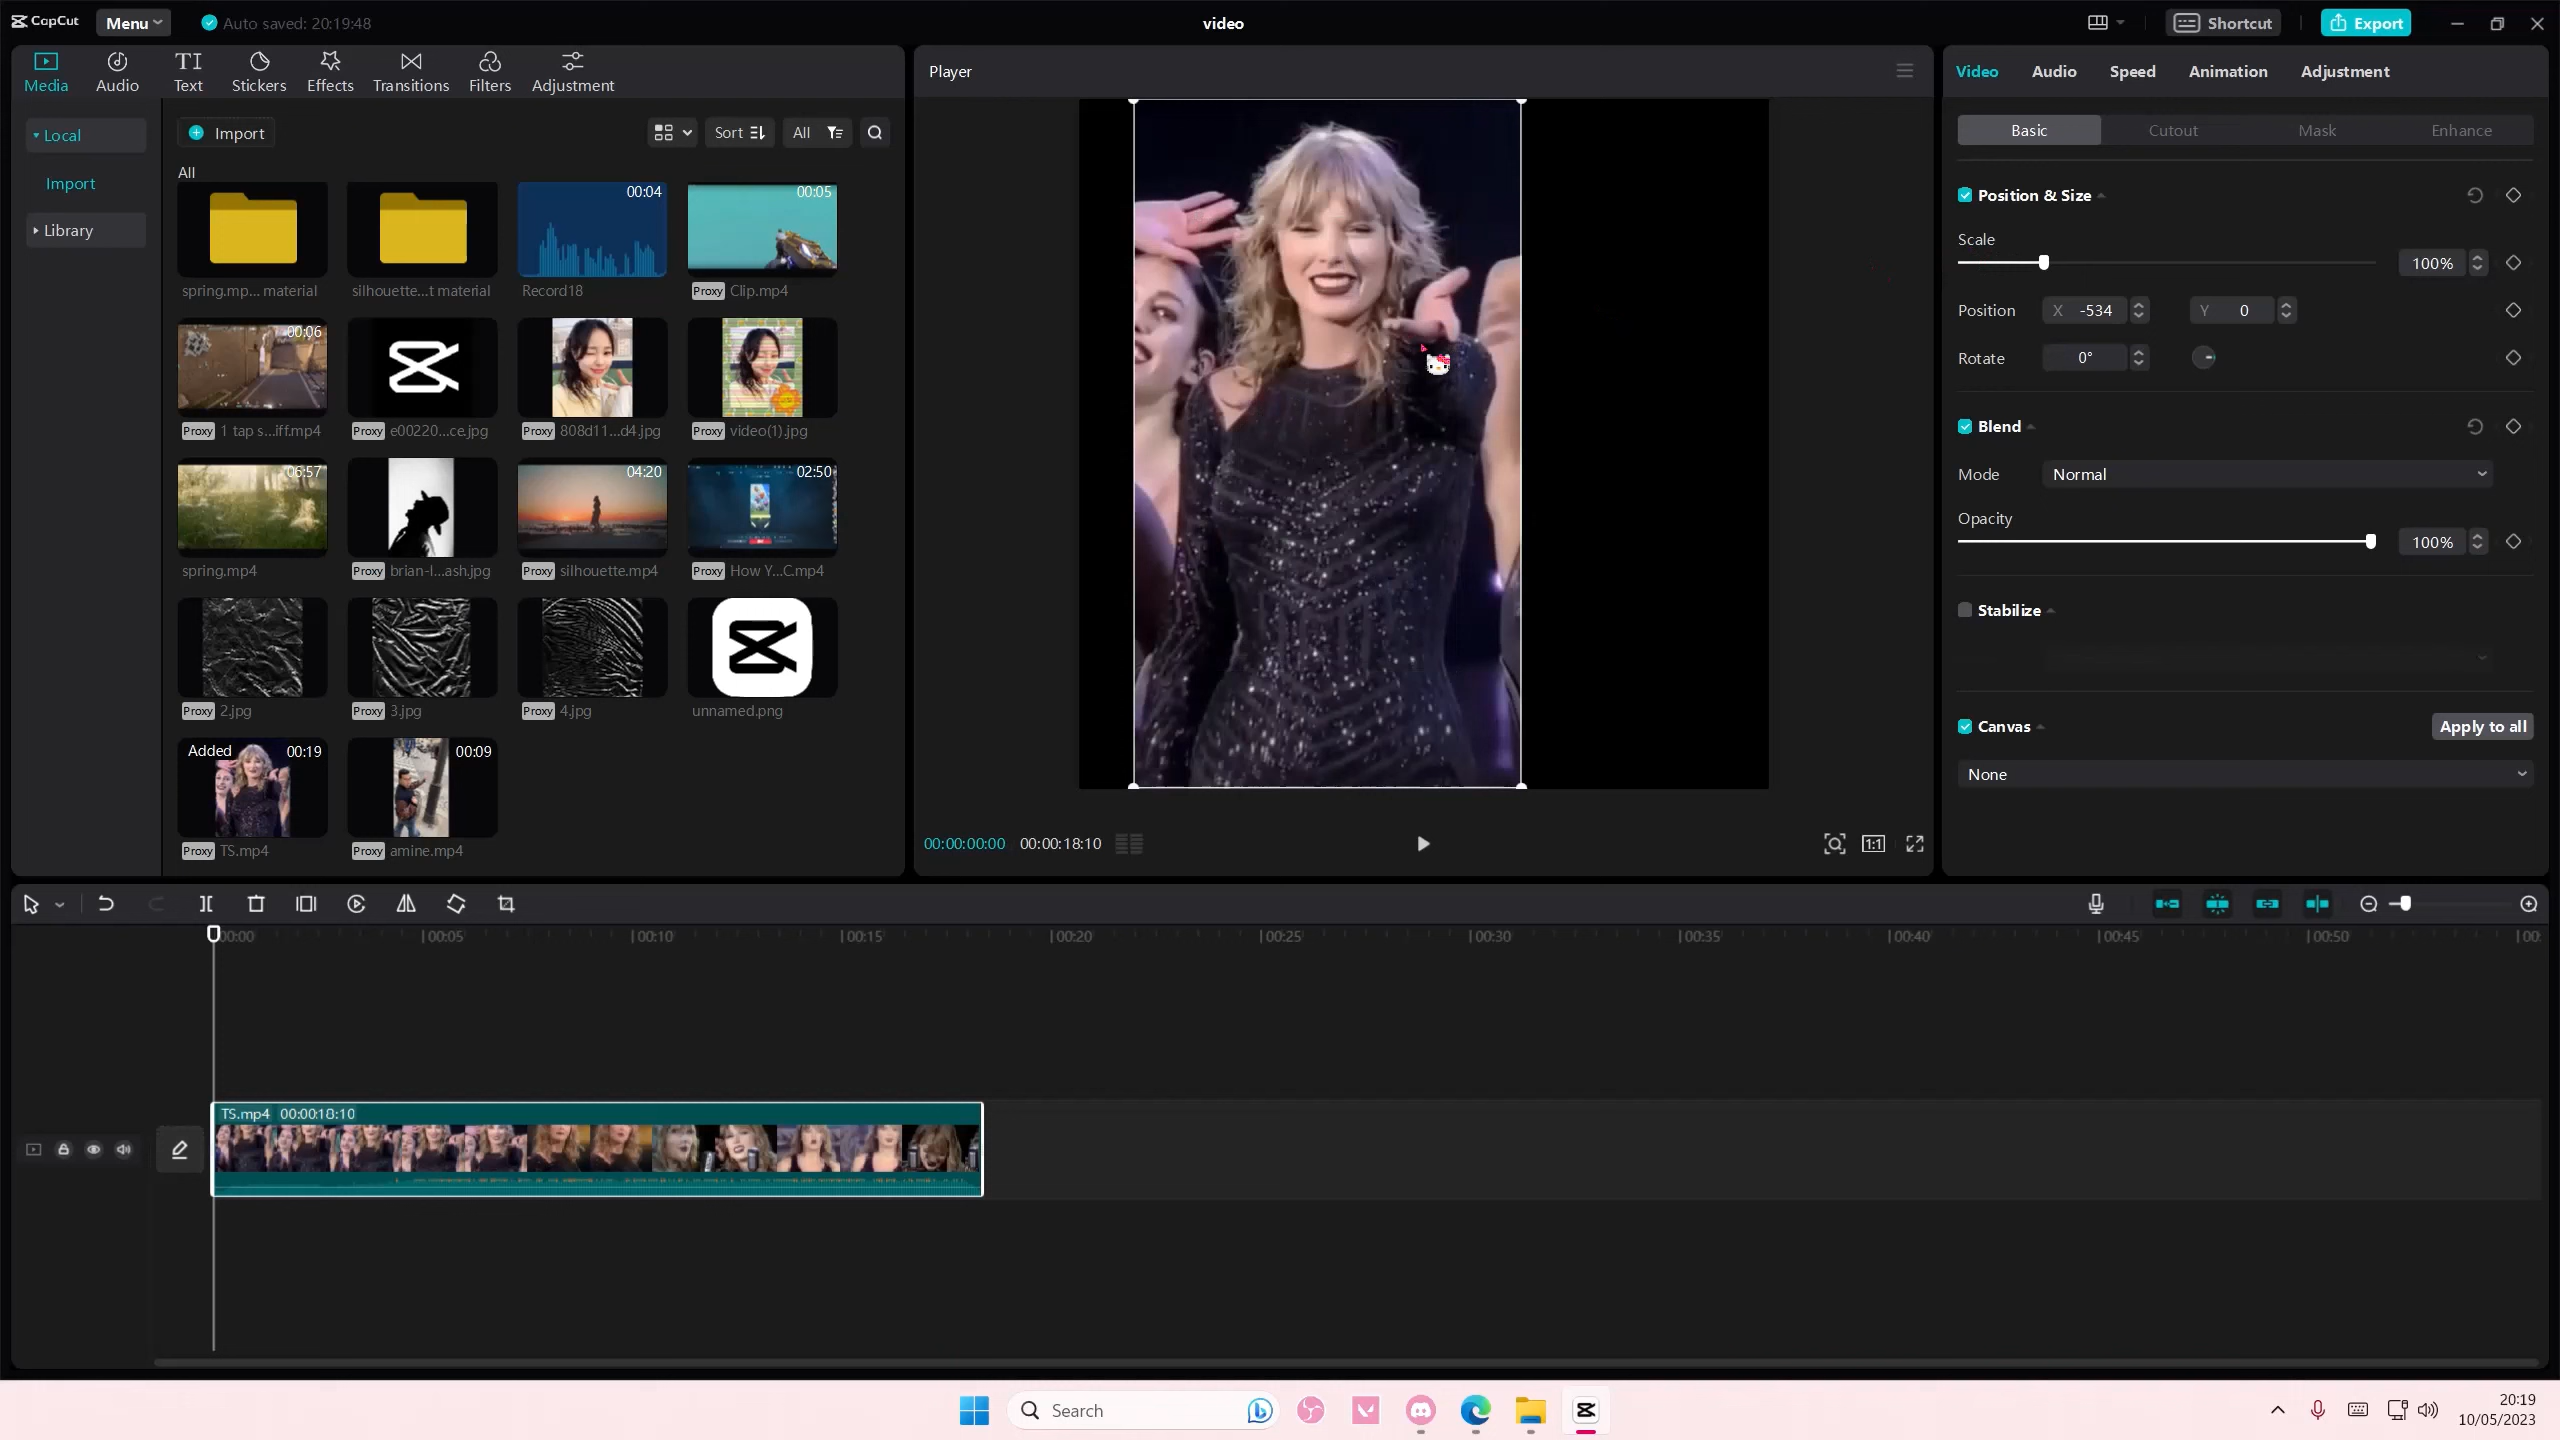 CapCut
Menu
Auto saved: 20:19:48
video
Shortcut
Export
Media
Audio
Text
Stickers
Effects
Transitions
Filters
Adjustment
Local
Import
Library
Import
Sort
All
All
spring.mp... material
silhouette...t material
00:04
Record18
00:05
Proxy Clip.mp4
00:06
Proxy 1 tap s...iff.mp4
Proxy e00220...ce.jpg
Proxy 808d11...d4.jpg
Proxy video(1).jpg
06:57
spring.mp4
Proxy brian-l...ash.jpg
04:20
Proxy silhouette.mp4
02:50
Proxy How Y...C.mp4
Proxy 2.jpg
Proxy 3.jpg
Proxy 4.jpg
unnamed.png
Added 00:19
Proxy TS.mp4
00:09
Proxy amine.mp4
Player
00:00:00:00 00:00:18:10
1:1
Video
Audio
Speed
Animation
Adjustment
Basic
Cutout
Mask
Enhance
Position & Size
Scale
100%
Position X -534 Y 0
Rotate 0°
Blend
Mode Normal
Opacity
100%
Stabilize
Canvas
Apply to all
None
00:00 00:05 00:10 00:15 00:20 00:25 00:30 00:35 00:40 00:45 00:50 00:
TS.mp4 00:00:18:10
Search
20:19
10/05/2023